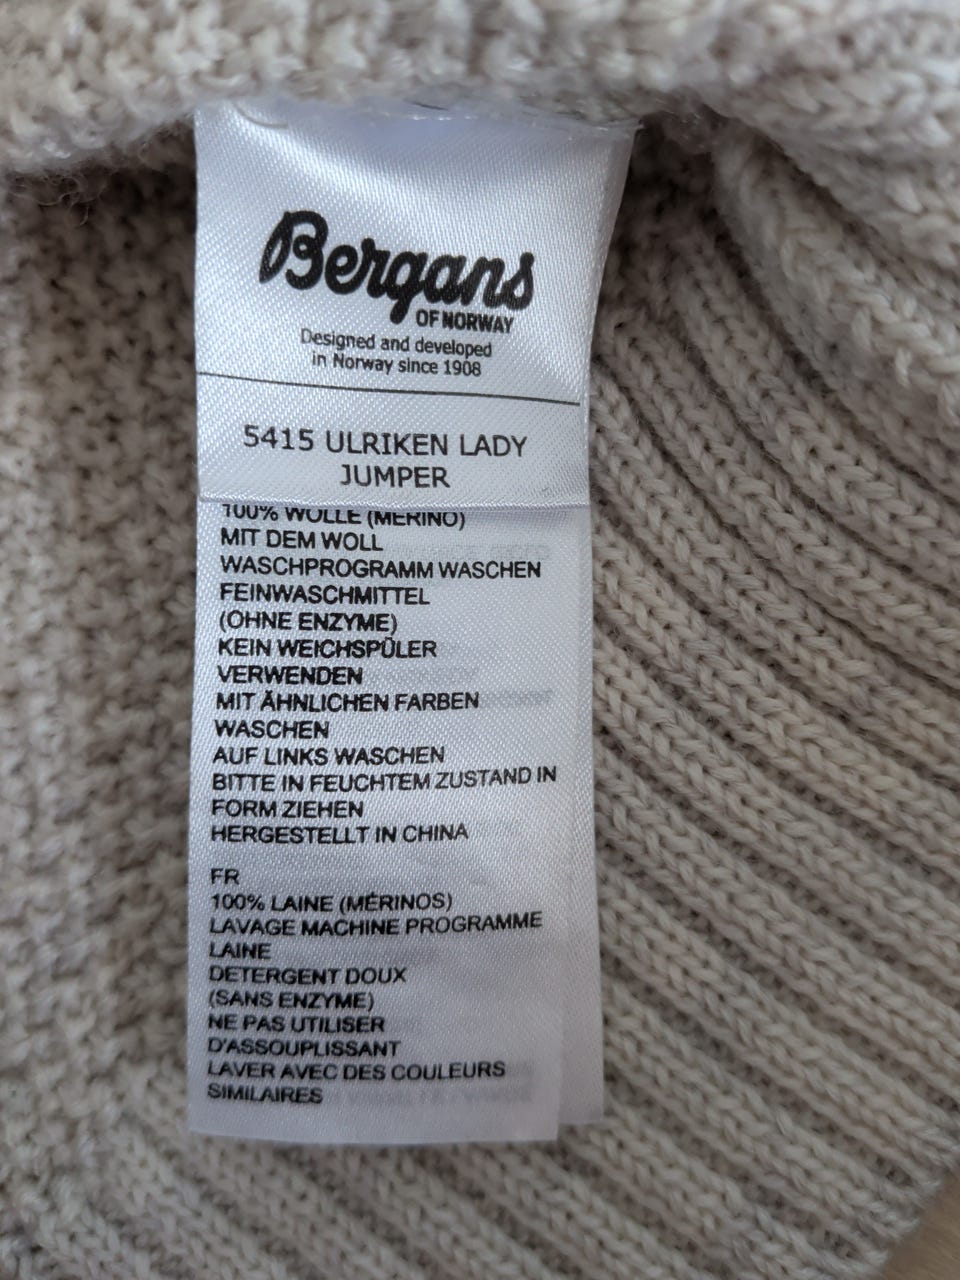 Bergans
OF NORWAY
Designed and developed
in Norway since 1908
5415 ULRIKEN LADY
JUMPER
100% WOLLE (MERINO)
MIT DEM WOLL
WASCHPROGRAMM WASCHEN
FEINWASCHMITTEL
(OHNE ENZYME)
KEIN WEICHSPÜLER
VERWENDEN
MIT ÄHNLICHEN FARBEN
WASCHEN
AUF LINKS WASCHEN
BITTE IN FEUCHTEM ZUSTAND IN
FORM ZIEHEN
HERGESTELLT IN CHINA
FR
100% LAINE (MÉRINOS)
LAVAGE MACHINE PROGRAMME
LAINE
DETERGENT DOUX
(SANS ENZYME)
NE PAS UTILISER
D'ASSOUPLISSANT
LAVER AVEC DES COULEURS
SIMILAIRES